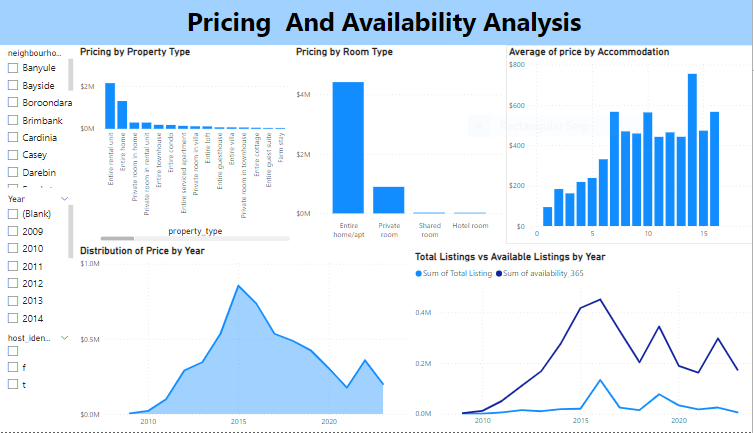 Pricing And Availability Analysis
neighbourho...
Banyule
Bayside
Boroondara
Brimbank
Cardinia
Casey
Darebin
Year
(Blank)
2009
2010
2011
2012
2013
2014
host_iden...
f
t
Pricing by Property Type
$2M
$0M
Entire rental unit
Entire home
Private room in home
Private room in rental unit
Entire townhouse
Entire condo
Entire serviced apartment
Private room in villa
Entire loft
Entire guesthouse
Entire villa
Private room in townhouse
Entire cottage
Entire guest suite
Farm stay
property_type
Pricing by Room Type
$4M
$2M
$0M
Entire home/apt
Private room
Shared room
Hotel room
Average of price by Accommodation
$800
$600
$400
$200
$0
0 5 10 15
Distribution of Price by Year
$1.0M
$0.5M
$0.0M
2010 2015 2020
Total Listings vs Available Listings by Year
Sum of Total Listing Sum of availability_365
0.4M
0.2M
0.0M
2010 2015 2020